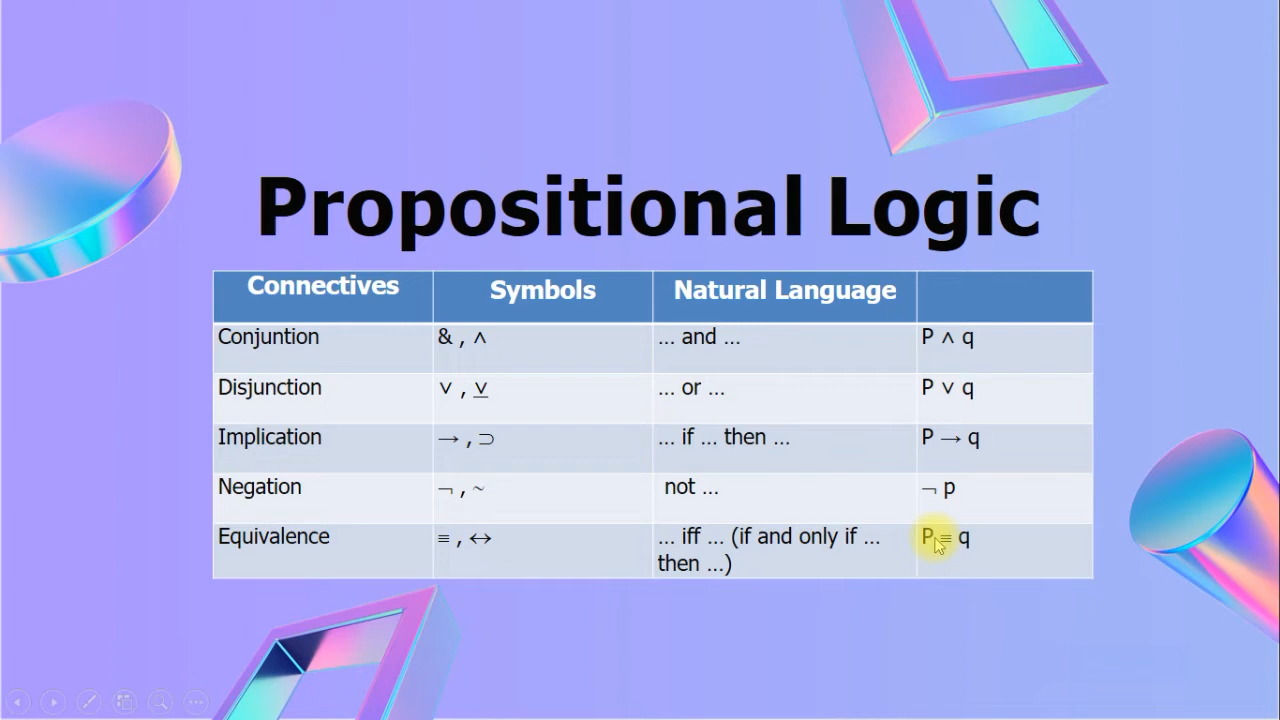 Propositional Logic
Connectives Symbols Natural Language
Conjuntion & , ∧ ... and ... P ∧ q
Disjunction ∨ , ⊻ ... or ... P ∨ q
Implication → , ⊃ ... if ... then ... P → q
Negation ¬ , ~ not ... ¬ p
Equivalence ≡ , ↔ ... iff ... (if and only if ... P ≡ q
then ...)